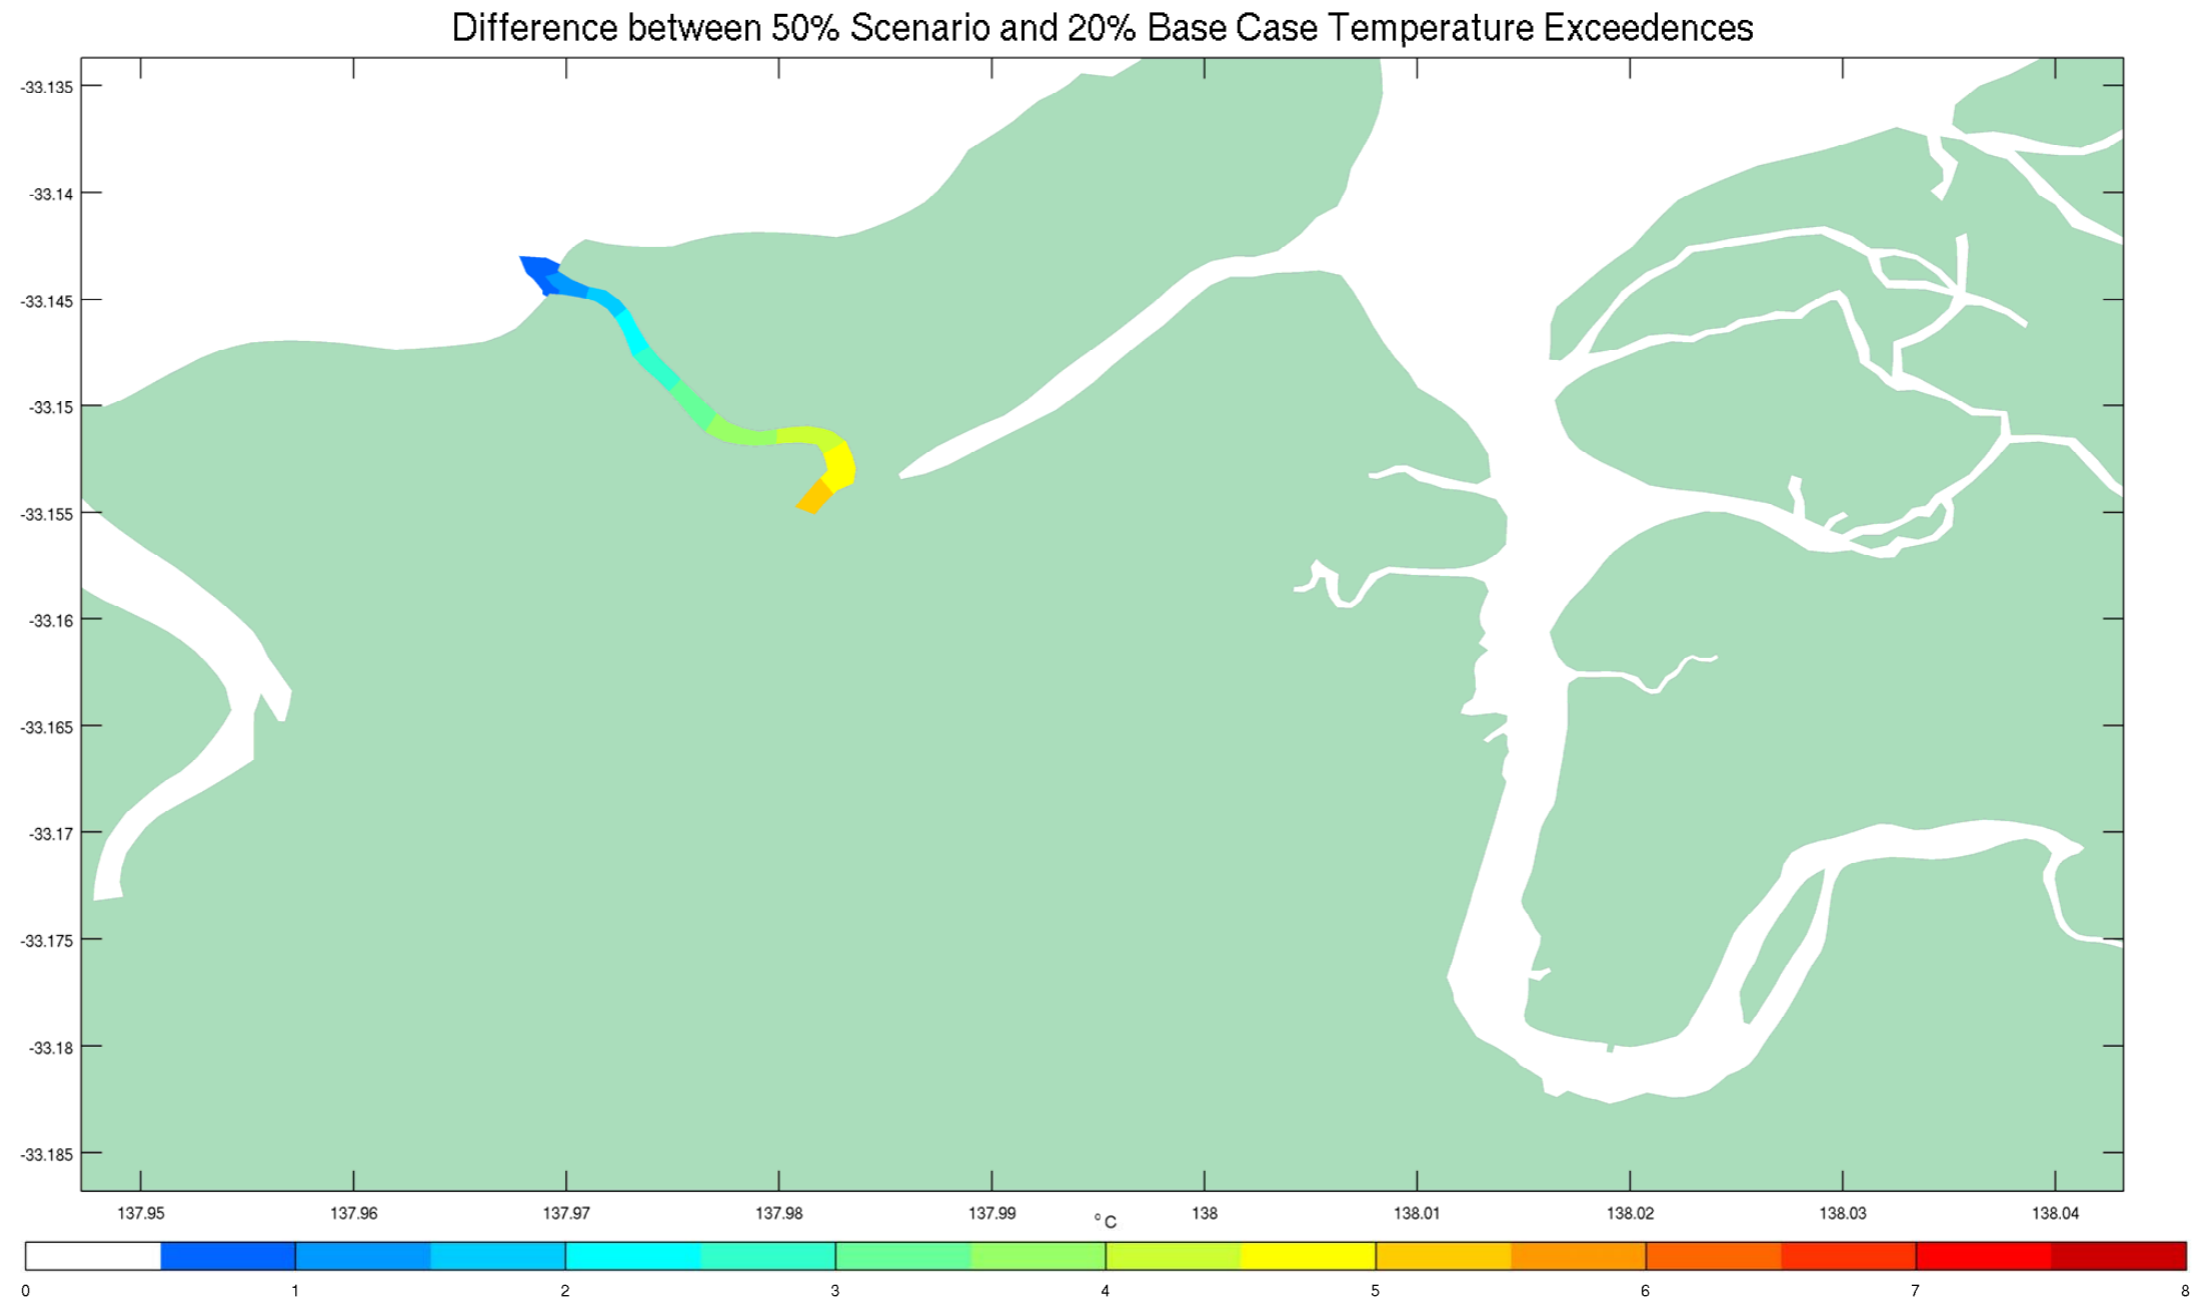 Difference between 50% Scenario and 20% Base Case Temperature Exceedences
-33.135
-33.14
-33.145
-33.15
-33.155
-33.16
-33.165
-33.17
-33.175
-33.18
-33.185
137.95 137.96 137.97 137.98 137.99 138 138.01 138.02 138.03 138.04
°C
0 1 2 3 4 5 6 7 8